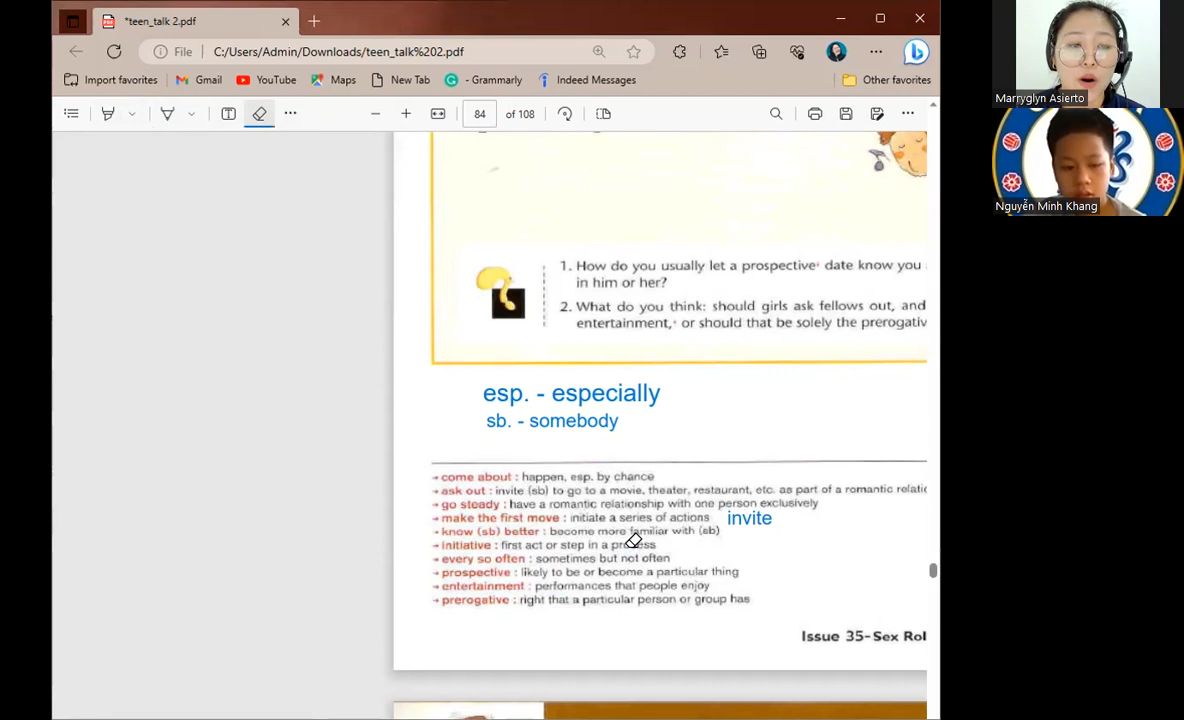 *teen_talk 2.pdf
File C:/Users/Admin/Downloads/teen_talk%202.pdf
Import favorites Gmail YouTube Maps New Tab - Grammarly Indeed Messages Other favorites
84 of 108
Marryglyn Asierto
Nguyễn Minh Khang
1. How do you usually let a prospective date know you
in him or her?
2. What do you think: should girls ask fellows out, and
entertainment, or should that be solely the prerogativ
esp. - especially
sb. - somebody
come about : happen, esp. by chance
ask out : invite (sb) to go to a movie, theater, restaurant, etc. as part of a romantic relatio
go steady : have a romantic relationship with one person exclusively
make the first move : initiate a series of actions invite
know (sb) better : become more familiar with (sb)
initiative : first act or step in a process
every so often : sometimes but not often
prospective : likely to be or become a particular thing
entertainment : performances that people enjoy
prerogative : right that a particular person or group has
Issue 35-Sex Rol